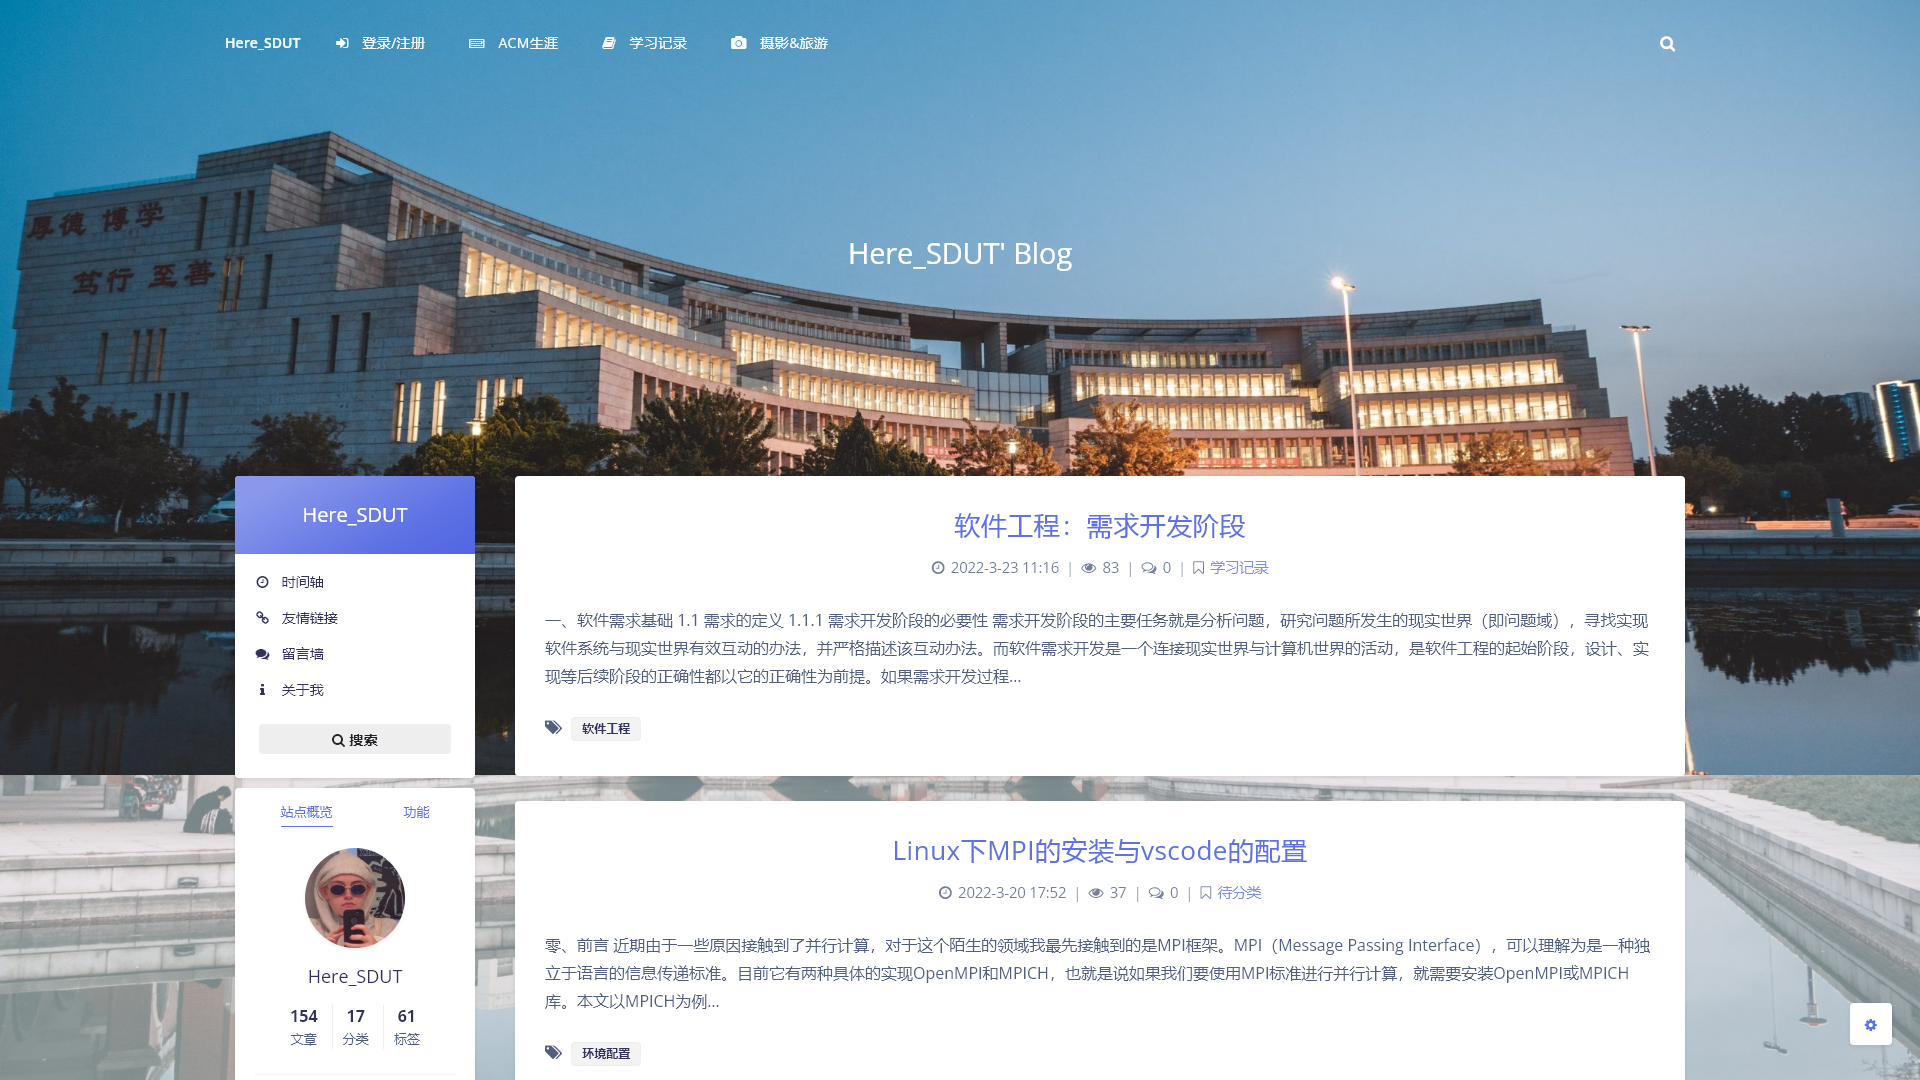 Here_SDUT 登录/注册 ACM生涯 学习记录 摄影&旅游
厚德 博学
笃行 至善
Here_SDUT' Blog
Here_SDUT
时间轴
友情链接
留言墙
关于我
搜索
站点概览 功能
Here_SDUT
154 17 61
文章 分类 标签
软件工程：需求开发阶段
2022-3-23 11:16 | 83 | 0 | 学习记录
一、软件需求基础 1.1 需求的定义 1.1.1 需求开发阶段的必要性 需求开发阶段的主要任务就是分析问题，研究问题所发生的现实世界（即问题域），寻找实现
软件系统与现实世界有效互动的办法，并严格描述该互动办法。而软件需求开发是一个连接现实世界与计算机世界的活动，是软件工程的起始阶段，设计、实
现等后续阶段的正确性都以它的正确性为前提。如果需求开发过程...
软件工程
Linux下MPI的安装与vscode的配置
2022-3-20 17:52 | 37 | 0 | 待分类
零、前言 近期由于一些原因接触到了并行计算，对于这个陌生的领域我最先接触到的是MPI框架。MPI（Message Passing Interface），可以理解为是一种独
立于语言的信息传递标准。目前它有两种具体的实现OpenMPI和MPICH，也就是说如果我们要使用MPI标准进行并行计算，就需要安装OpenMPI或MPICH
库。本文以MPICH为例...
环境配置